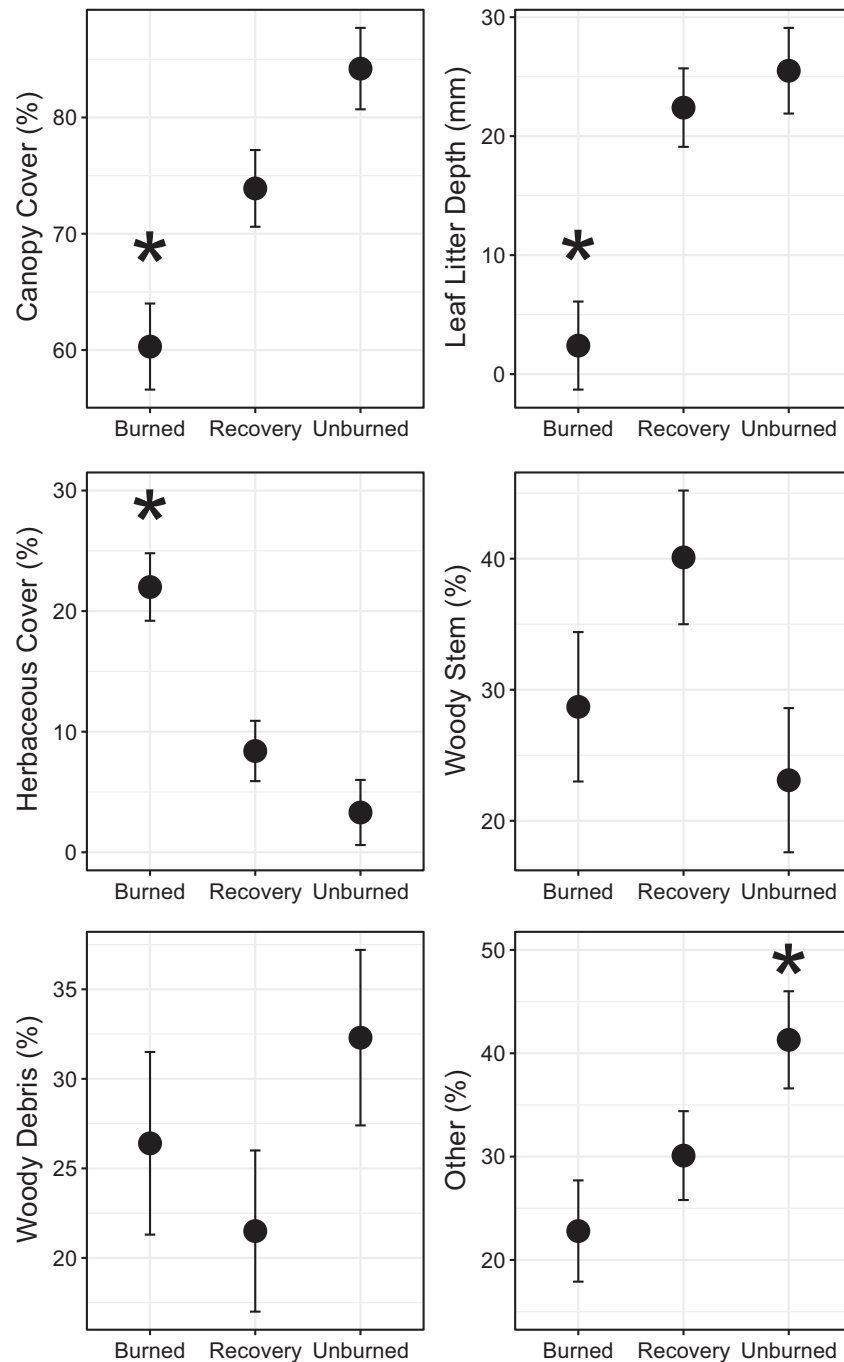 Canopy Cover (%)
80
70
60
*
Burned Recovery Unburned
Leaf Litter Depth (mm)
30
20
10
0
*
Burned Recovery Unburned
Herbaceous Cover (%)
30
20
10
0
*
Burned Recovery Unburned
Woody Stem (%)
40
30
20
Burned Recovery Unburned
Woody Debris (%)
35
30
25
20
Burned Recovery Unburned
Other (%)
50
40
30
20
*
Burned Recovery Unburned